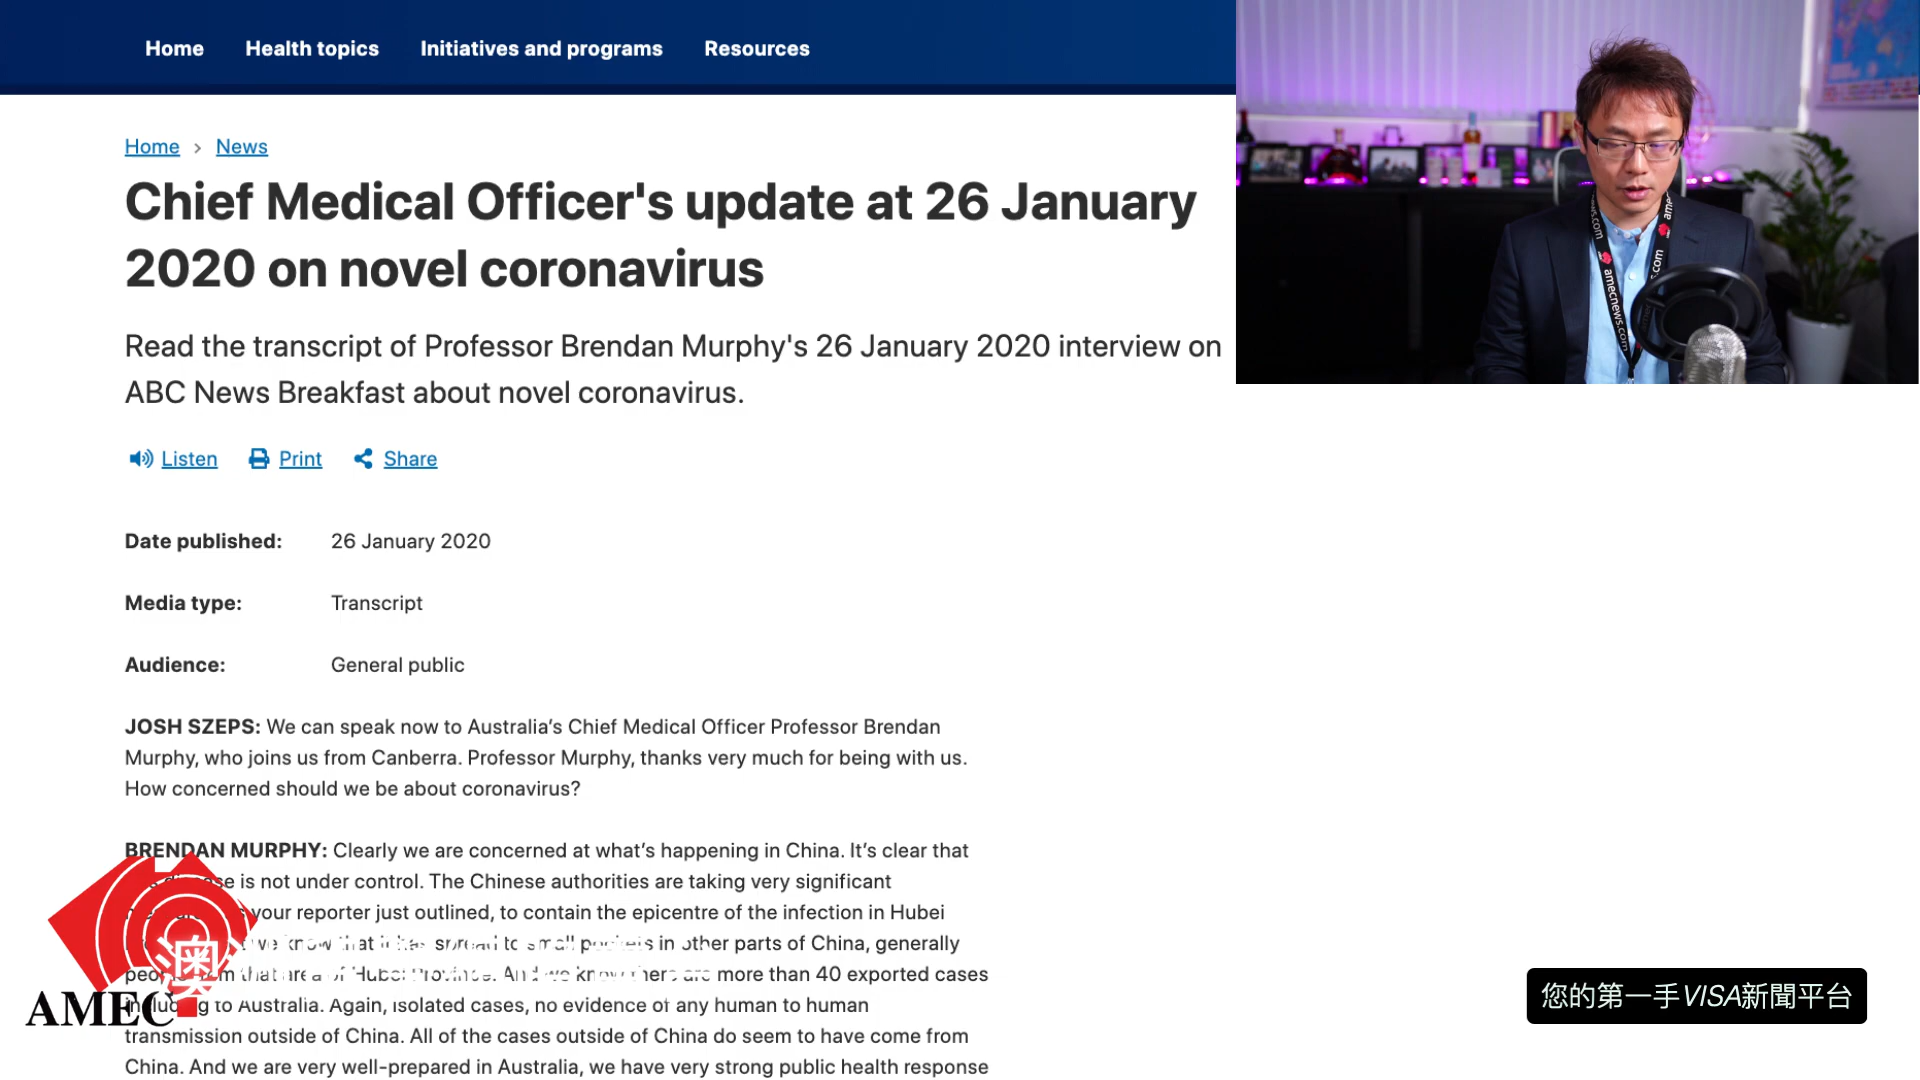 Home Health topics Initiatives and programs Resources
Home > News
Chief Medical Officer's update at 26 January
2020 on novel coronavirus
Read the transcript of Professor Brendan Murphy's 26 January 2020 interview on
ABC News Breakfast about novel coronavirus.
Listen Print Share
Date published: 26 January 2020
Media type: Transcript
Audience: General public
JOSH SZEPS: We can speak now to Australia’s Chief Medical Officer Professor Brendan
Murphy, who joins us from Canberra. Professor Murphy, thanks very much for being with us.
How concerned should we be about coronavirus?
BRENDAN MURPHY: Clearly we are concerned at what’s happening in China. It’s clear that
is not under control. The Chinese authorities are taking very significant
your reporter just outlined, to contain the epicentre of the infection in Hubei
we know that it has spread to small pockets in other parts of China, generally
from that area of Hubei Province. And we know there are more than 40 exported cases
including to Australia. Again, isolated cases, no evidence of any human to human
transmission outside of China. All of the cases outside of China do seem to have come from
China. And we are very well-prepared in Australia, we have very strong public health response
澳
AMEC
amecnews.com
您的第一手VISA新聞平台